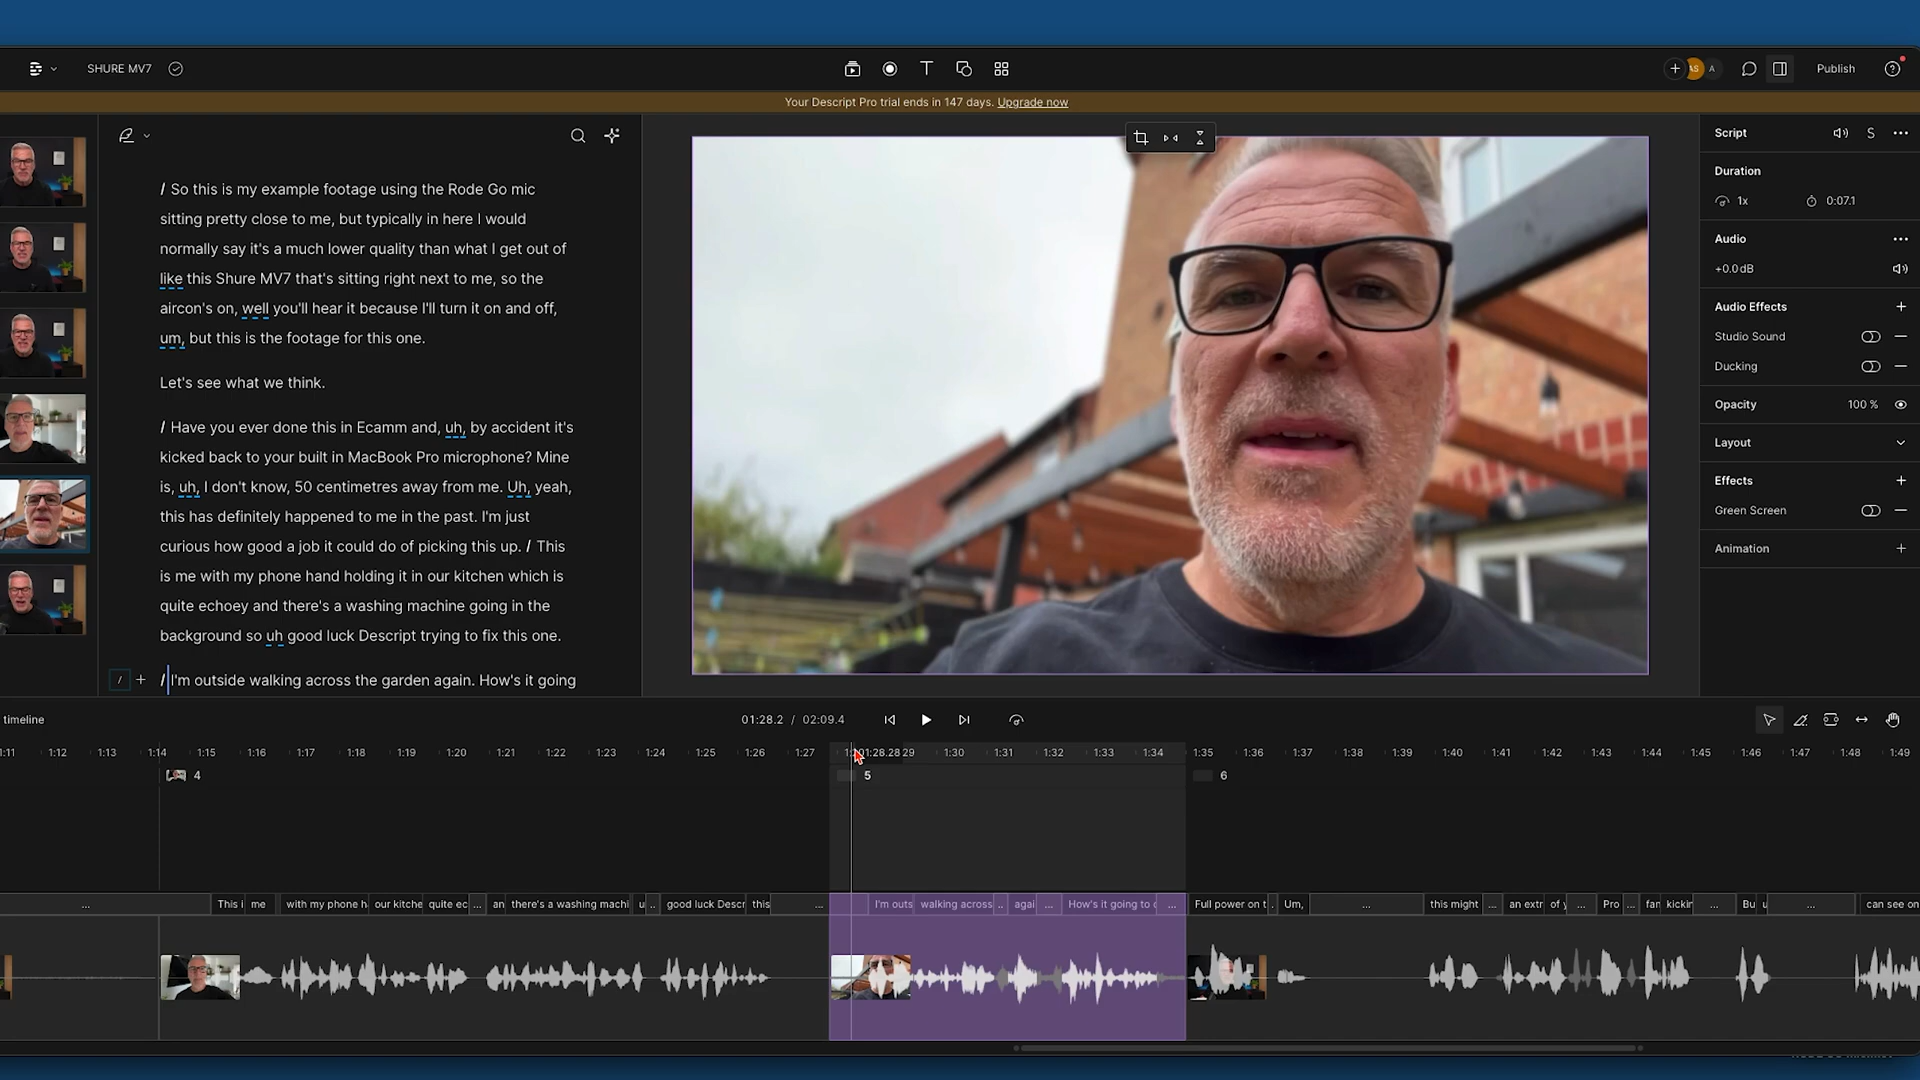 SHURE MV7
AS
A
Publish
Your Descript Pro trial ends in 147 days. Upgrade now
/ So this is my example footage using the Rode Go mic
sitting pretty close to me, but typically in here I would
normally say it's a much lower quality than what I get out of
like this Shure MV7 that's sitting right next to me, so the
aircon's on, well you'll hear it because I'll turn it on and off,
um, but this is the footage for this one.
Let's see what we think.
/ Have you ever done this in Ecamm and, uh, by accident it's
kicked back to your built in MacBook Pro microphone? Mine
is, uh, I don't know, 50 centimetres away from me. Uh, yeah,
this has definitely happened to me in the past. I'm just
curious how good a job it could do of picking this up. / This
is me with my phone hand holding it in our kitchen which is
quite echoey and there's a washing machine going in the
background so uh good luck Descript trying to fix this one.
/ + / I'm outside walking across the garden again. How's it going
Script S
Duration
1x 0:07.1
Audio
+0.0dB
Audio Effects
Studio Sound
Ducking
Opacity 100 %
Layout
Effects
Green Screen
Animation
timeline
01:28.2 / 02:09.4
1:11 1:12 1:13 1:14 1:15 1:16 1:17 1:18 1:19 1:20 1:21 1:22 1:23 1:24 1:25 1:26 1:27 01:28.28 29 1:30 1:31 1:32 1:33 1:34 1:35 1:36 1:37 1:38 1:39 1:40 1:41 1:42 1:43 1:44 1:45 1:46 1:47 1:48 1:49
4 5 6
... This i me with my phone h our kitche quite ec ... an there's a washing machi u .. good luck Descr this ... I'm outs walking across .. agai ... How's it going to ... Full power on t . Um, ... this might ... an extr of y ... Pro ... far kickin ... Bu u ... can see on